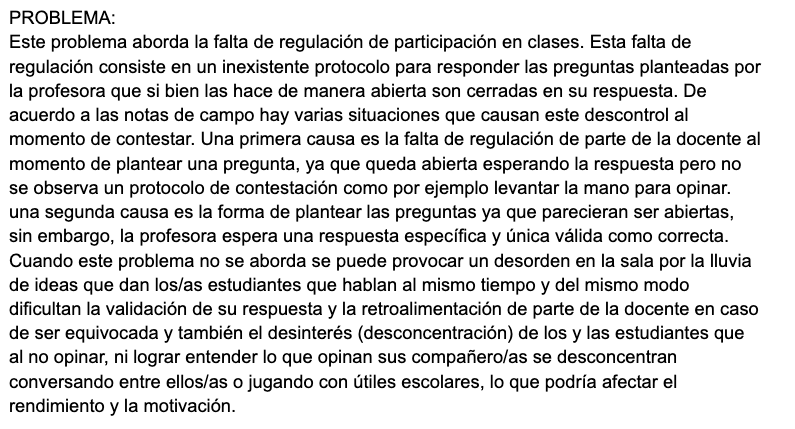 PROBLEMA:
Este problema aborda la falta de regulación de participación en clases. Esta falta de
regulación consiste en un inexistente protocolo para responder las preguntas planteadas por
la profesora que si bien las hace de manera abierta son cerradas en su respuesta. De
acuerdo a las notas de campo hay varias situaciones que causan este descontrol al
momento de contestar. Una primera causa es la falta de regulación de parte de la docente al
momento de plantear una pregunta, ya que queda abierta esperando la respuesta pero no
se observa un protocolo de contestación como por ejemplo levantar la mano para opinar.
una segunda causa es la forma de plantear las preguntas ya que parecieran ser abiertas,
sin embargo, la profesora espera una respuesta específica y única válida como correcta.
Cuando este problema no se aborda se puede provocar un desorden en la sala por la lluvia
de ideas que dan los/as estudiantes que hablan al mismo tiempo y del mismo modo
dificultan la validación de su respuesta y la retroalimentación de parte de la docente en caso
de ser equivocada y también el desinterés (desconcentración) de los y las estudiantes que
al no opinar, ni lograr entender lo que opinan sus compañero/as se desconcentran
conversando entre ellos/as o jugando con útiles escolares, lo que podría afectar el
rendimiento y la motivación.